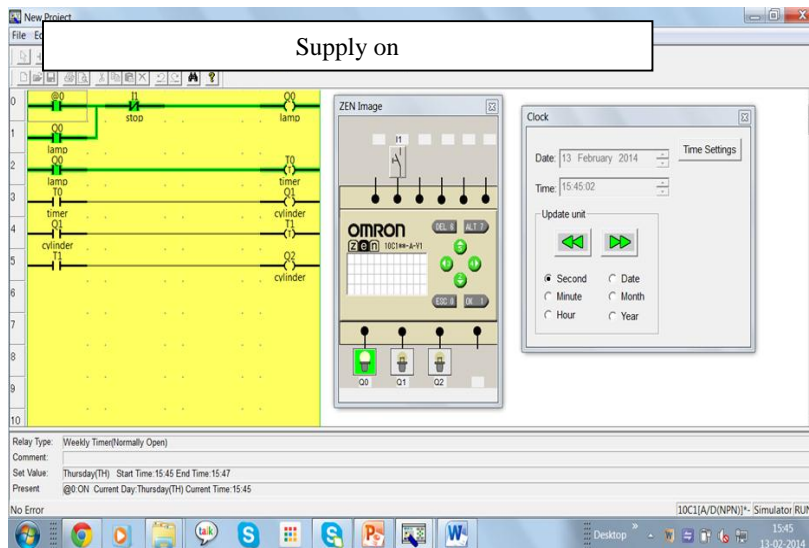 New Project
Supply on
File Ed
0 @0 I1 Q0
stop lamp
1 Q0
lamp
2 Q0 T0
lamp timer
3 T0 Q1
timer cylinder
4 Q1 T1
cylinder
5 T1 Q2
cylinder
6
7
8
9
10
ZEN Image
I1
OMRON
zen 10C1**-A-V1
DEL 6 ALT 7
ESC 0 OK 1
Q0 Q1 Q2
Clock
Date: 13 February 2014
Time Settings
Time: 15:45:02
Update unit
Second Date
Minute Month
Hour Year
Relay Type: Weekly Timer(Normally Open)
Comment:
Set Value: Thursday(TH) Start Time:15:45 End Time:15:47
Present @0:ON Current Day:Thursday(TH) Current Time:15:45
No Error
10C1[A/D(NPN)]*- Simulator RUN
talk
Desktop
15:45
13-02-2014